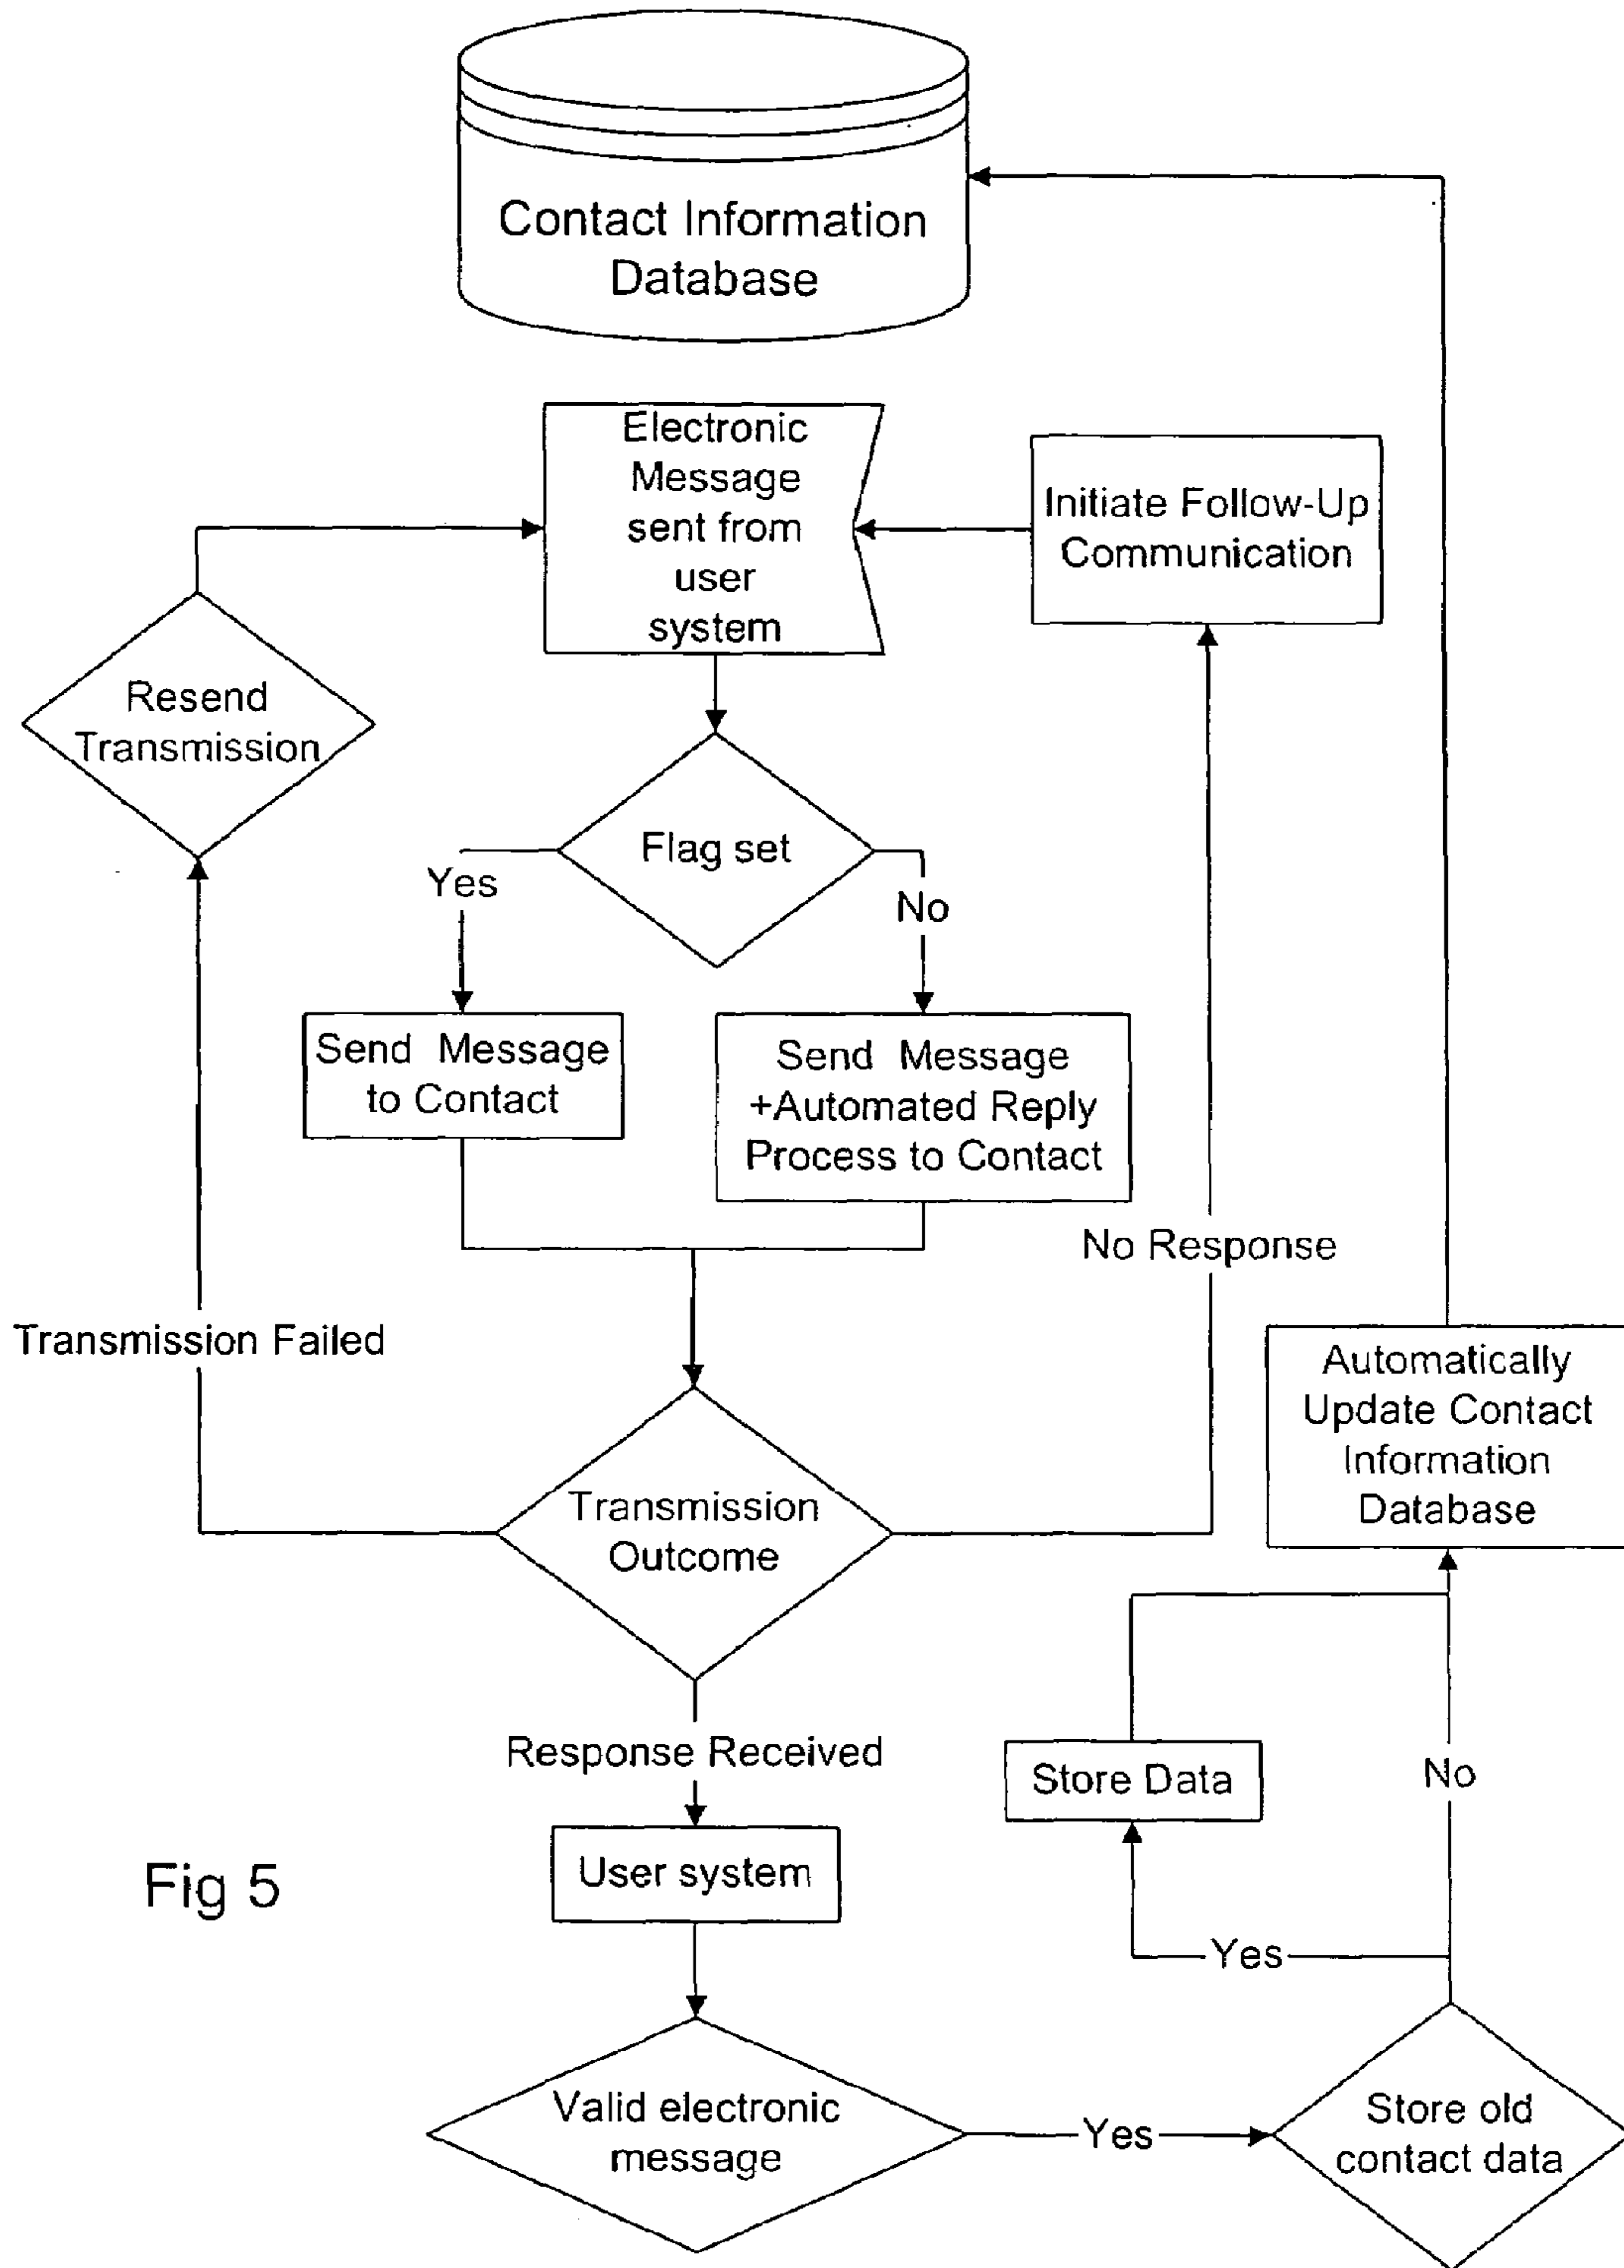 Contact Information
Database
Electronic
Message
sent from
user
system
Initiate Follow-Up
Communication
Resend
Transmission
Flag set
Yes
No
Send Message
to Contact
Send Message
+Automated Reply
Process to Contact
No Response
Transmission Failed
Automatically
Update Contact
Information
Database
Transmission
Outcome
Response Received
Store Data
No
User system
Fig 5
Yes
Valid electronic
message
Yes
Store old
contact data